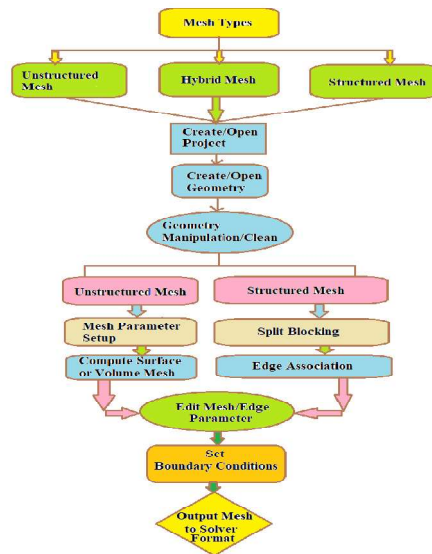 Mesh Types
Unstructured
Mesh
Hybrid Mesh
Structured Mesh
Create/Open
Project
Create/Open
Geometry
Geometry
Manipulation/Clean
Unstructured Mesh
Structured Mesh
Mesh Parameter
Setup
Split Blocking
Compute Surface
or Volume Mesh
Edge Association
Edit Mesh/Edge
Parameter
Set
Boundary Conditions
Output Mesh
to Solver
Format